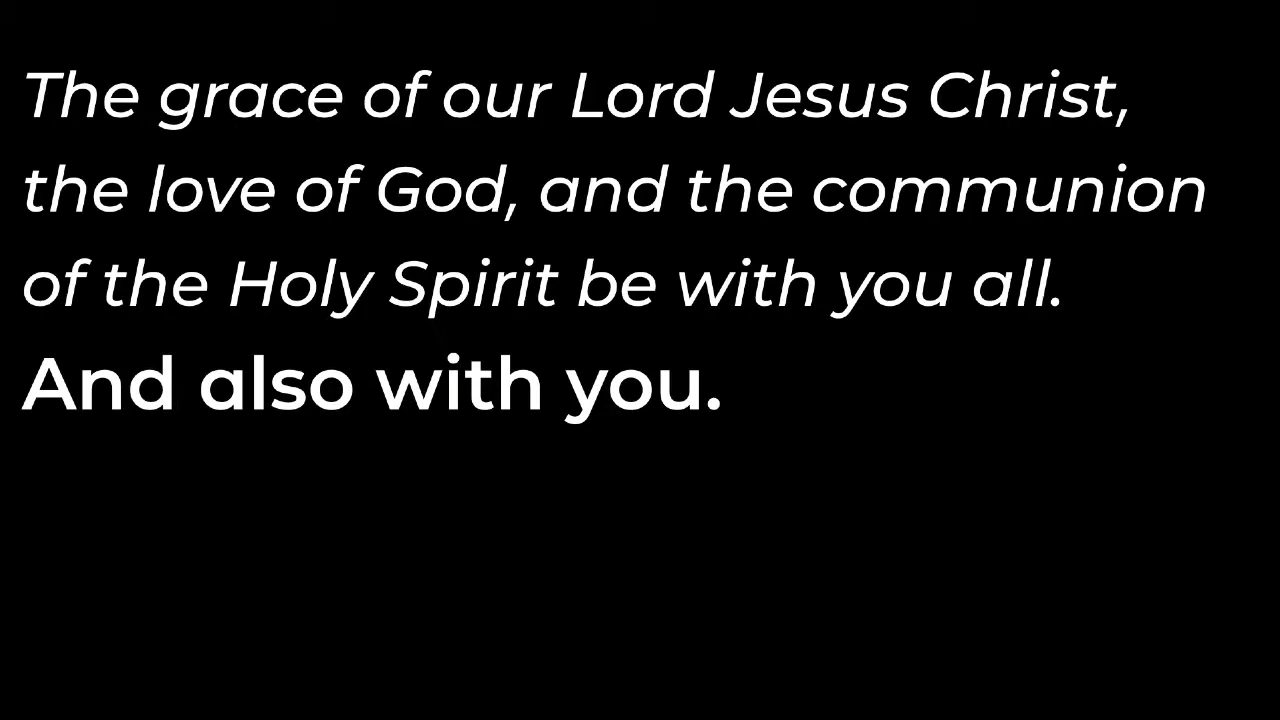 The grace of our Lord Jesus Christ,
the love of God, and the communion
of the Holy Spirit be with you all.
And also with you.